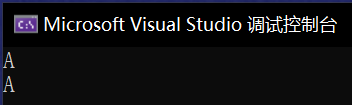 C:\
Microsoft Visual Studio 调试控制台
A
A